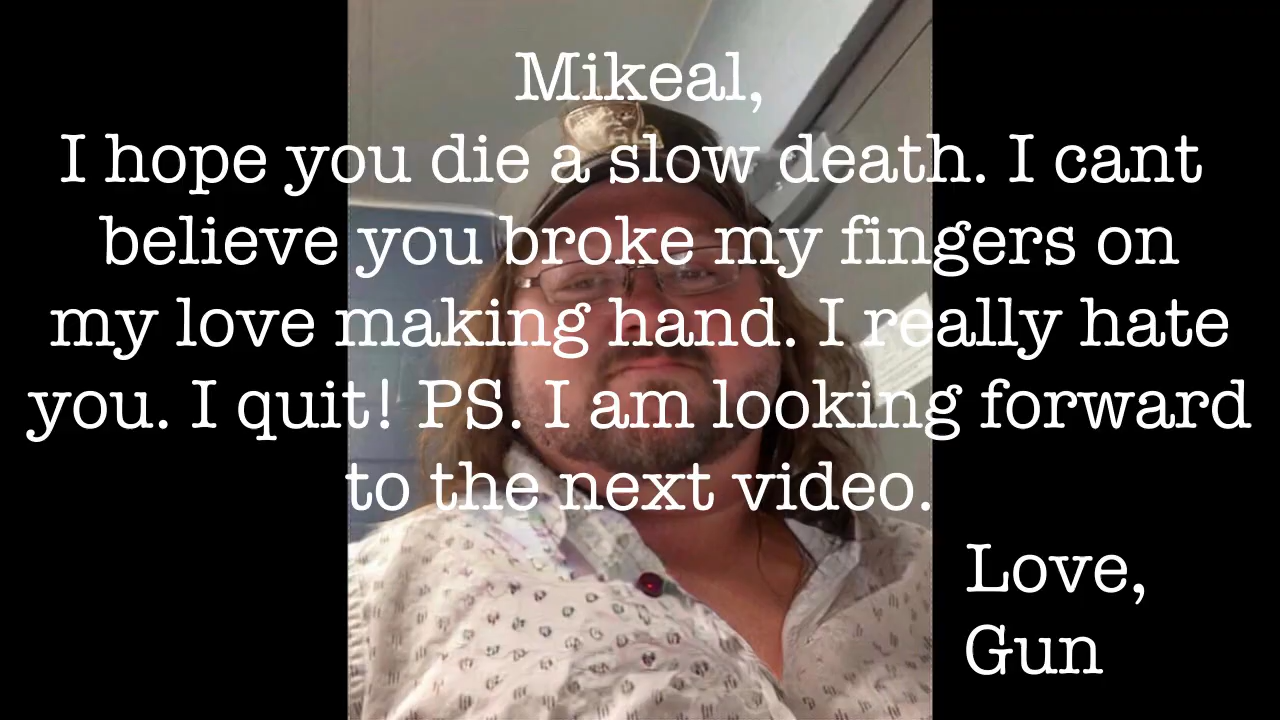 Mikeal,
I hope you die a slow death. I cant
believe you broke my fingers on
my love making hand. I really hate
you. I quit! PS. I am looking forward
to the next video.
Love,
Gun